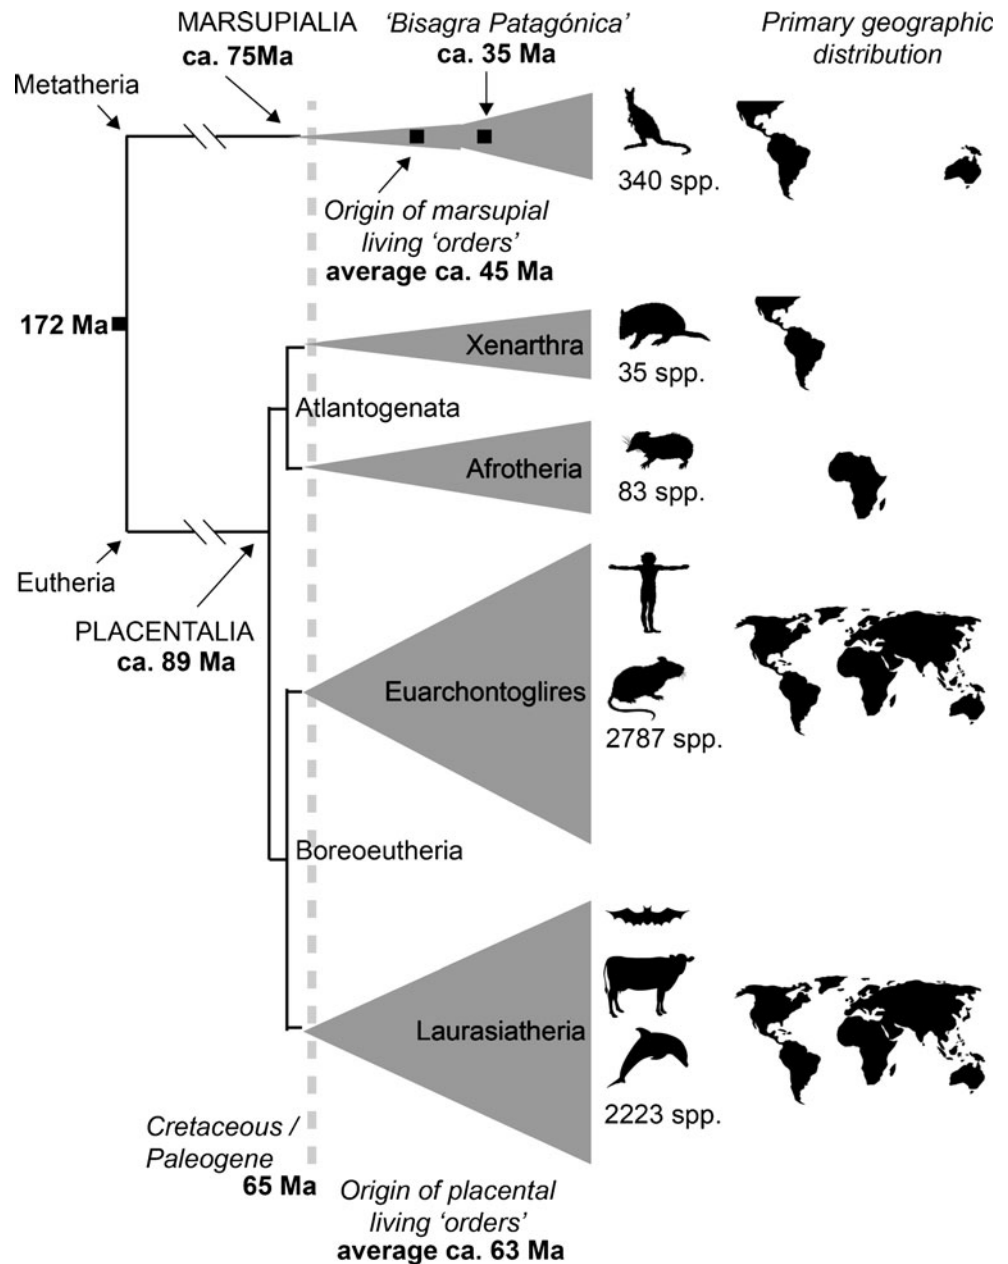 MARSUPIALIA
ca. 75Ma
'Bisagra Patagónica'
ca. 35 Ma
Primary geographic
distribution
Metatheria
340 spp.
Origin of marsupial
living 'orders'
average ca. 45 Ma
172 Ma
Xenarthra
35 spp.
Atlantogenata
Afrotheria
83 spp.
Eutheria
PLACENTALIA
ca. 89 Ma
Euarchontoglires
2787 spp.
Boreoeutheria
Laurasiatheria
2223 spp.
Cretaceous /
Paleogene
65 Ma
Origin of placental
living 'orders'
average ca. 63 Ma